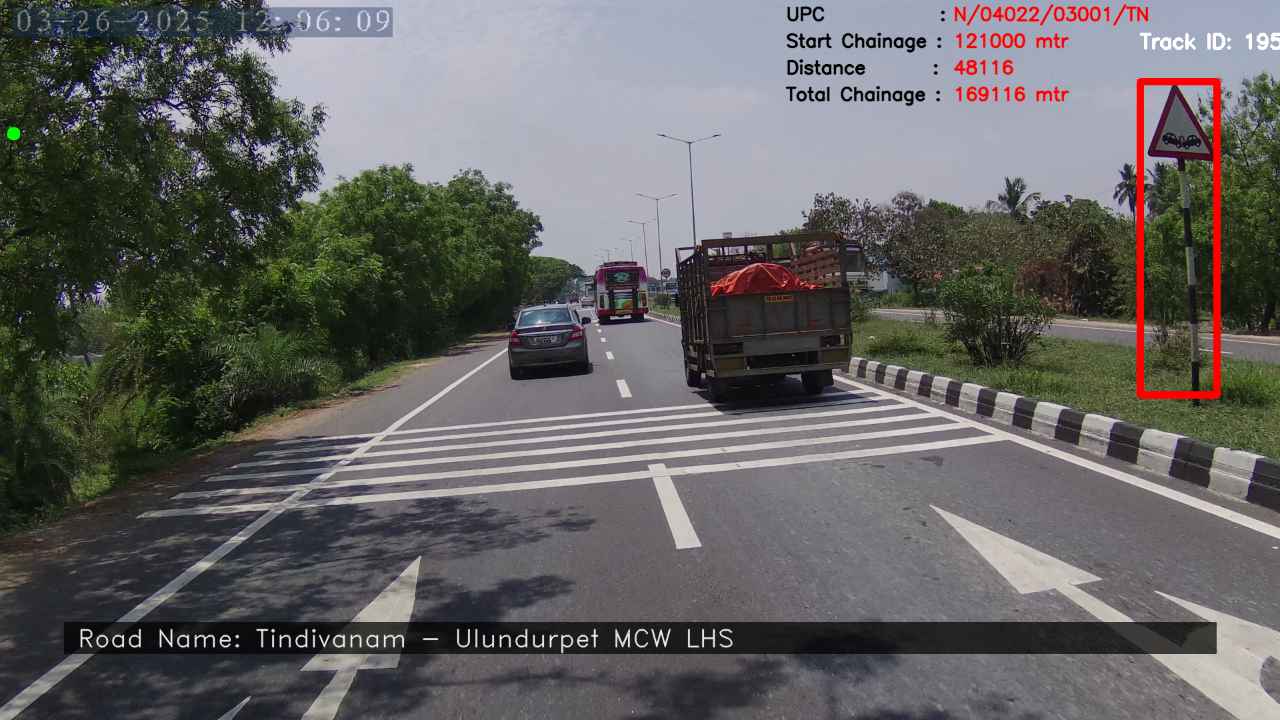 03-26-2025 12:06:09
UPC : N/04022/03001/TN
Start Chainage : 121000 mtr
Track ID: 195
Distance : 48116
Total Chainage : 169116 mtr
Road Name: Tindivanam - Ulundurpet MCW LHS